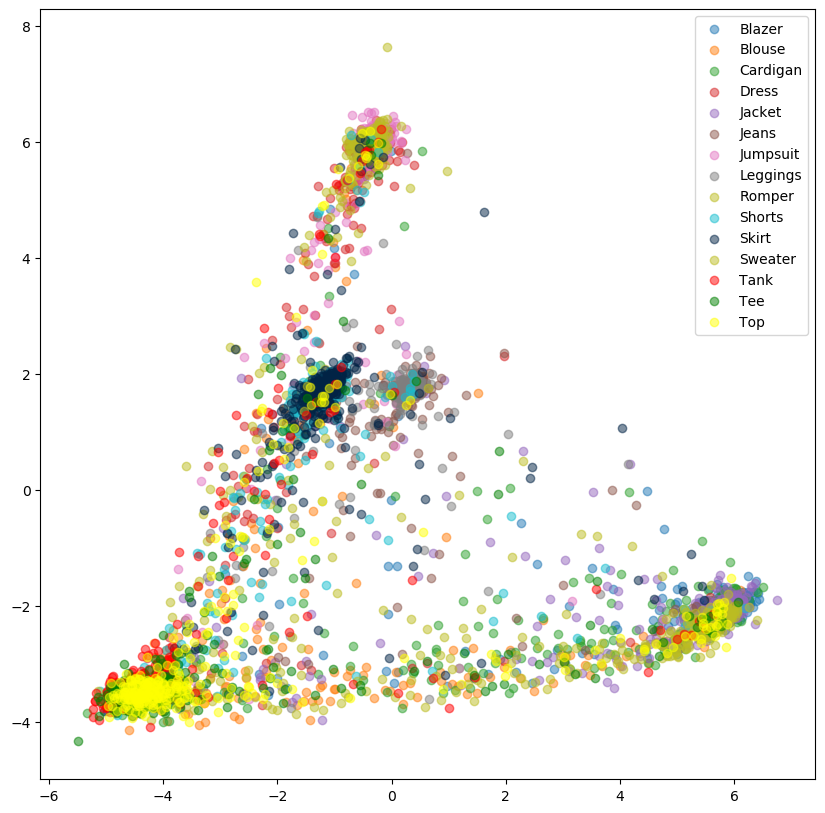 8
6
4
2
0
−2
−4
−6
−4
−2
0
2
4
6
Blazer
Blouse
Cardigan
Dress
Jacket
Jeans
Jumpsuit
Leggings
Romper
Shorts
Skirt
Sweater
Tank
Tee
Top